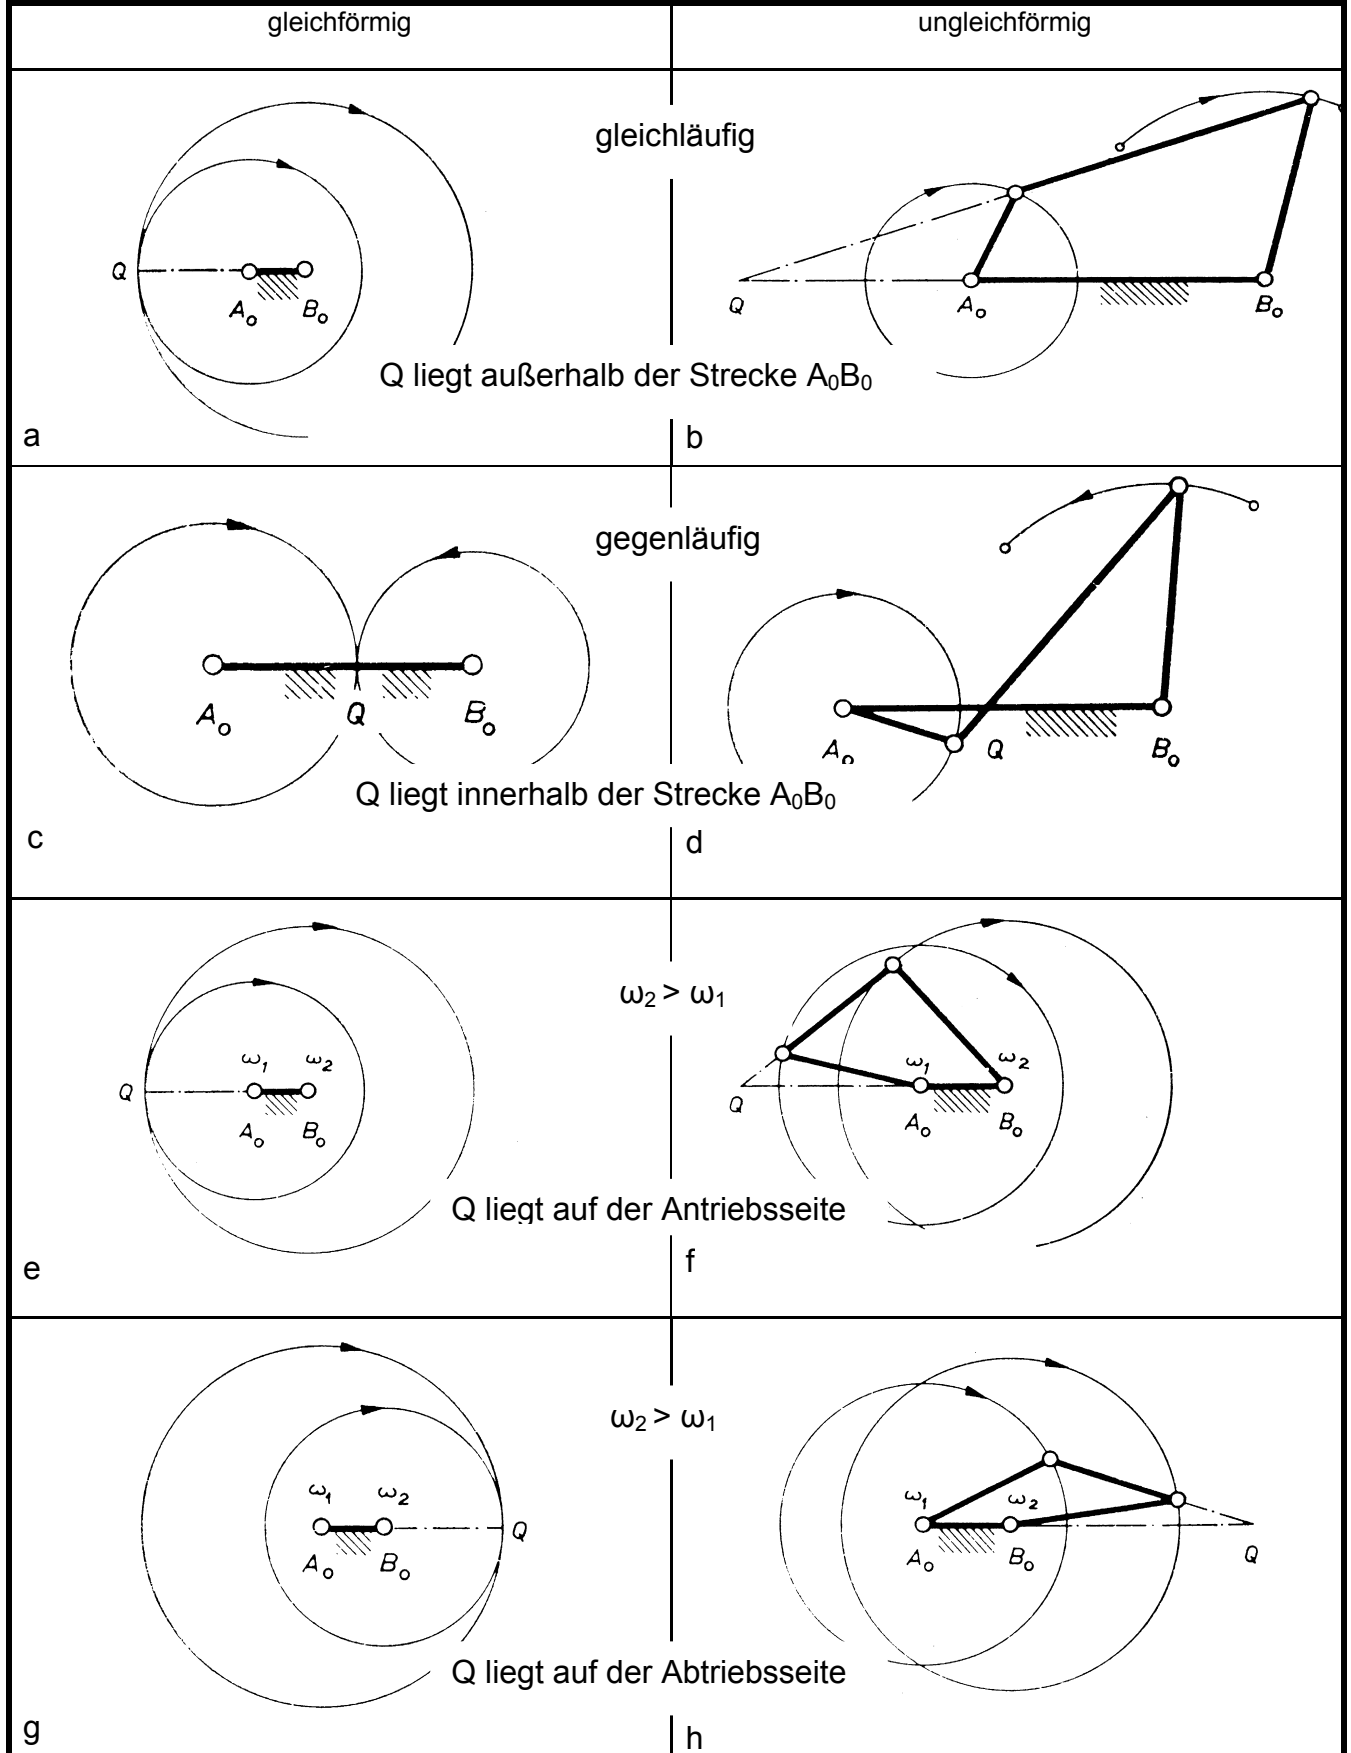 gleichförmig
ungleichförmig
gleichläufig
Q
A₀ B₀
Q
A₀
B₀
Q liegt außerhalb der Strecke A₀B₀
a
b
gegenläufig
A₀
Q
B₀
A₀
Q
B₀
Q liegt innerhalb der Strecke A₀B₀
c
d
ω₂ > ω₁
ω₁ ω₂
Q
A₀ B₀
ω₁ ω₂
Q
A₀ B₀
Q liegt auf der Antriebsseite
e
f
ω₂ > ω₁
ω₁ ω₂
Q
A₀ B₀
ω₁ ω₂
A₀ B₀
Q
Q liegt auf der Abtriebsseite
g
h